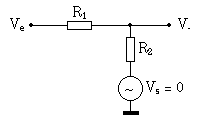 Ve R1 V-
R2
~ Vs = 0